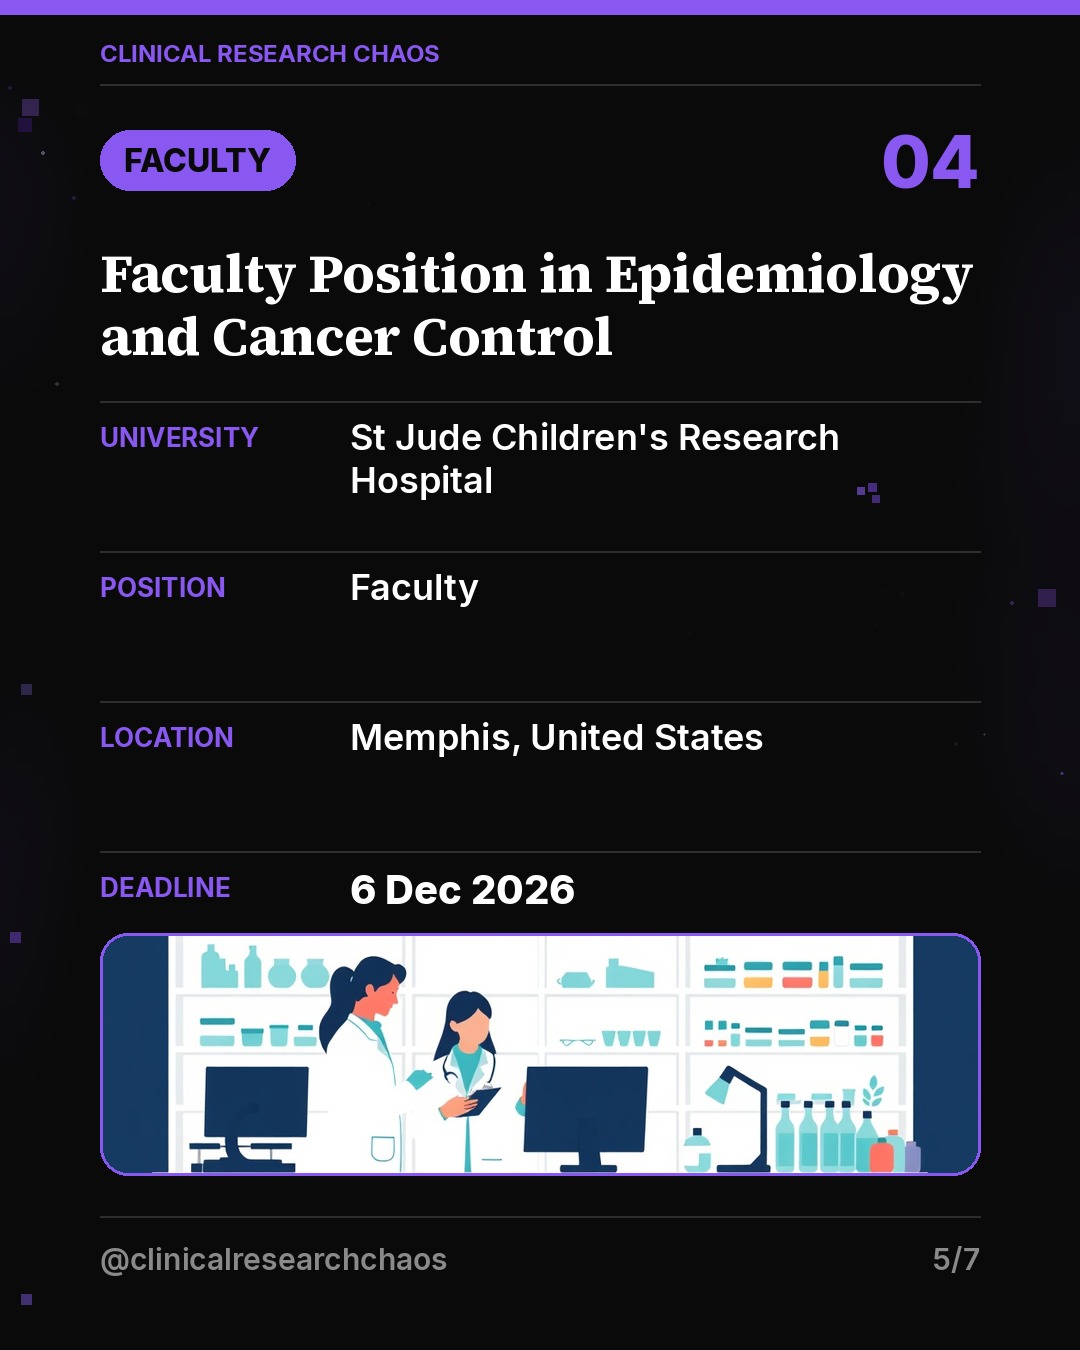 CLINICAL RESEARCH CHAOS
FACULTY
04
Faculty Position in Epidemiology
and Cancer Control
UNIVERSITY
St Jude Children's Research
Hospital
POSITION
Faculty
LOCATION
Memphis, United States
DEADLINE
6 Dec 2026
@clinicalresearchchaos
5/7